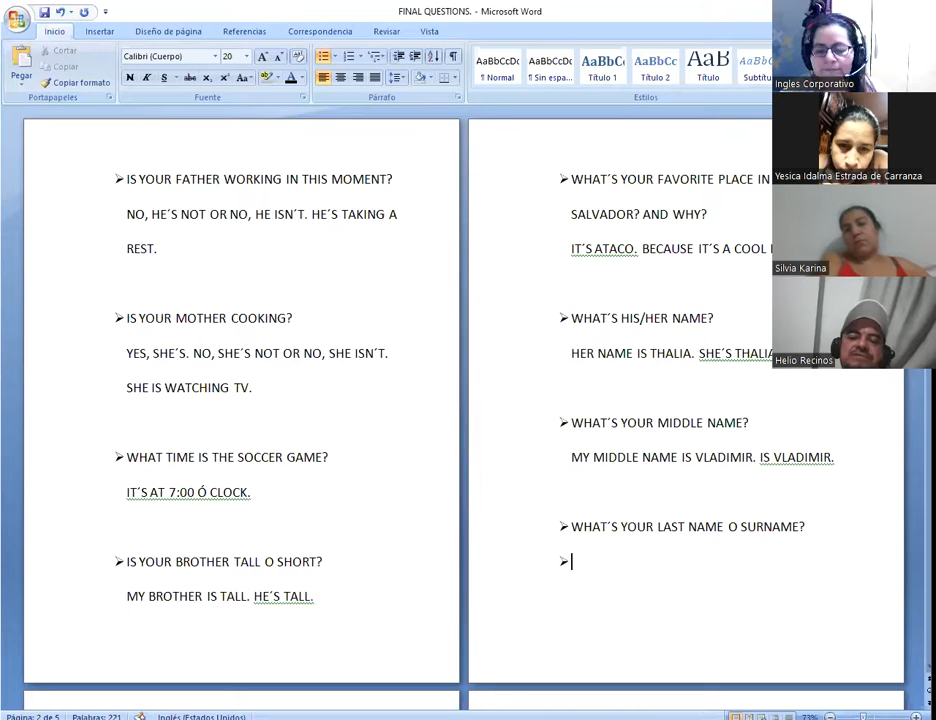 FINAL QUESTIONS. - Microsoft Word
Inicio Insertar Diseño de página Referencias Correspondencia Revisar Vista
Pegar
Cortar
Copiar
Copiar formato
Portapapeles
Calibri (Cuerpo) 20
Fuente
Párrafo
AaBbCcDc AaBbCcDc AaBbC AaBbCc AaB
¶ Normal ¶ Sin espa... Título 1 Título 2 Título
Estilos
IS YOUR FATHER WORKING IN THIS MOMENT?
NO, HE´S NOT OR NO, HE ISN´T. HE´S TAKING A
REST.
IS YOUR MOTHER COOKING?
YES, SHE´S. NO, SHE´S NOT OR NO, SHE ISN´T.
SHE IS WATCHING TV.
WHAT TIME IS THE SOCCER GAME?
IT´S AT 7:00 Ó CLOCK.
IS YOUR BROTHER TALL O SHORT?
MY BROTHER IS TALL. HE´S TALL.
WHAT´S YOUR FAVORITE PLACE IN
SALVADOR? AND WHY?
IT´S ATACO. BECAUSE IT´S A COOL
WHAT´S HIS/HER NAME?
HER NAME IS THALIA. SHE´S THALIA
WHAT´S YOUR MIDDLE NAME?
MY MIDDLE NAME IS VLADIMIR. IS VLADIMIR.
WHAT´S YOUR LAST NAME O SURNAME?
Ingles Corporativo
Yesica Idalma Estrada de Carranza
Silvia Karina
Helio Recinos
Página: 2 de 5 Palabras: 221 Inglés (Estados Unidos) 73%